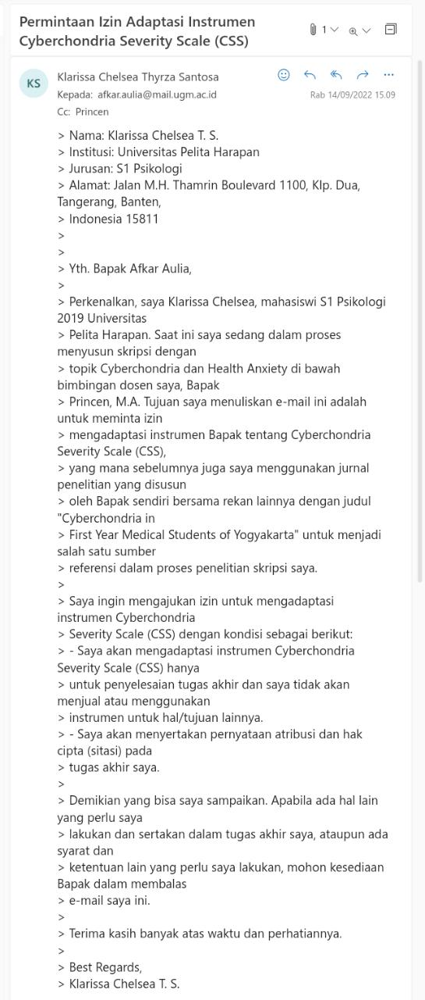 Permintaan Izin Adaptasi Instrumen
Cyberchondria Severity Scale (CSS)
1
KS
Klarissa Chelsea Thyrza Santosa
Kepada: afkar.aulia@mail.ugm.ac.id
Rab 14/09/2022 15.09
Cc: Princen
> Nama: Klarissa Chelsea T. S.
> Institusi: Universitas Pelita Harapan
> Jurusan: S1 Psikologi
> Alamat: Jalan M.H. Thamrin Boulevard 1100, Klp. Dua,
Tangerang, Banten,
> Indonesia 15811
>
>
> Yth. Bapak Afkar Aulia,
>
> Perkenalkan, saya Klarissa Chelsea, mahasiswi S1 Psikologi
2019 Universitas
> Pelita Harapan. Saat ini saya sedang dalam proses
menyusun skripsi dengan
> topik Cyberchondria dan Health Anxiety di bawah
bimbingan dosen saya, Bapak
> Princen, M.A. Tujuan saya menuliskan e-mail ini adalah
untuk meminta izin
> mengadaptasi instrumen Bapak tentang Cyberchondria
Severity Scale (CSS),
> yang mana sebelumnya juga saya menggunakan jurnal
penelitian yang disusun
> oleh Bapak sendiri bersama rekan lainnya dengan judul
"Cyberchondria in
> First Year Medical Students of Yogyakarta" untuk menjadi
salah satu sumber
> referensi dalam proses penelitian skripsi saya.
>
> Saya ingin mengajukan izin untuk mengadaptasi
instrumen Cyberchondria
> Severity Scale (CSS) dengan kondisi sebagai berikut:
> - Saya akan mengadaptasi instrumen Cyberchondria
Severity Scale (CSS) hanya
> untuk penyelesaian tugas akhir dan saya tidak akan
menjual atau menggunakan
> instrumen untuk hal/tujuan lainnya.
> - Saya akan menyertakan pernyataan atribusi dan hak
cipta (sitasi) pada
> tugas akhir saya.
>
> Demikian yang bisa saya sampaikan. Apabila ada hal lain
yang perlu saya
> lakukan dan sertakan dalam tugas akhir saya, ataupun ada
syarat dan
> ketentuan lain yang perlu saya lakukan, mohon kesediaan
Bapak dalam membalas
> e-mail saya ini.
>
> Terima kasih banyak atas waktu dan perhatiannya.
>
> Best Regards,
> Klarissa Chelsea T. S.